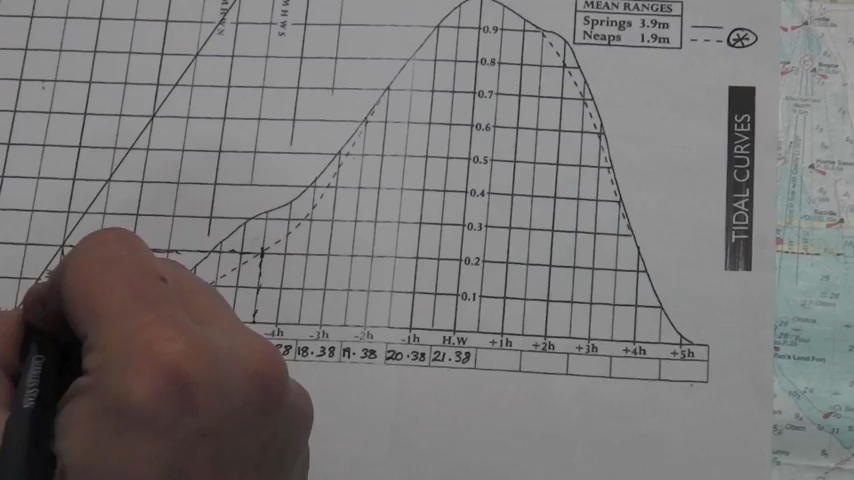 MEAN RANGES
Springs 3.9m
Neaps 1.9m
MHWS
0.9
0.8
0.7
0.6
0.5
0.4
0.3
0.2
0.1
TIDAL CURVES
-4h -3h -2h -1h H.W +1h +2h +3h +4h +5h
38 18.38 19.38 20.38 21.38